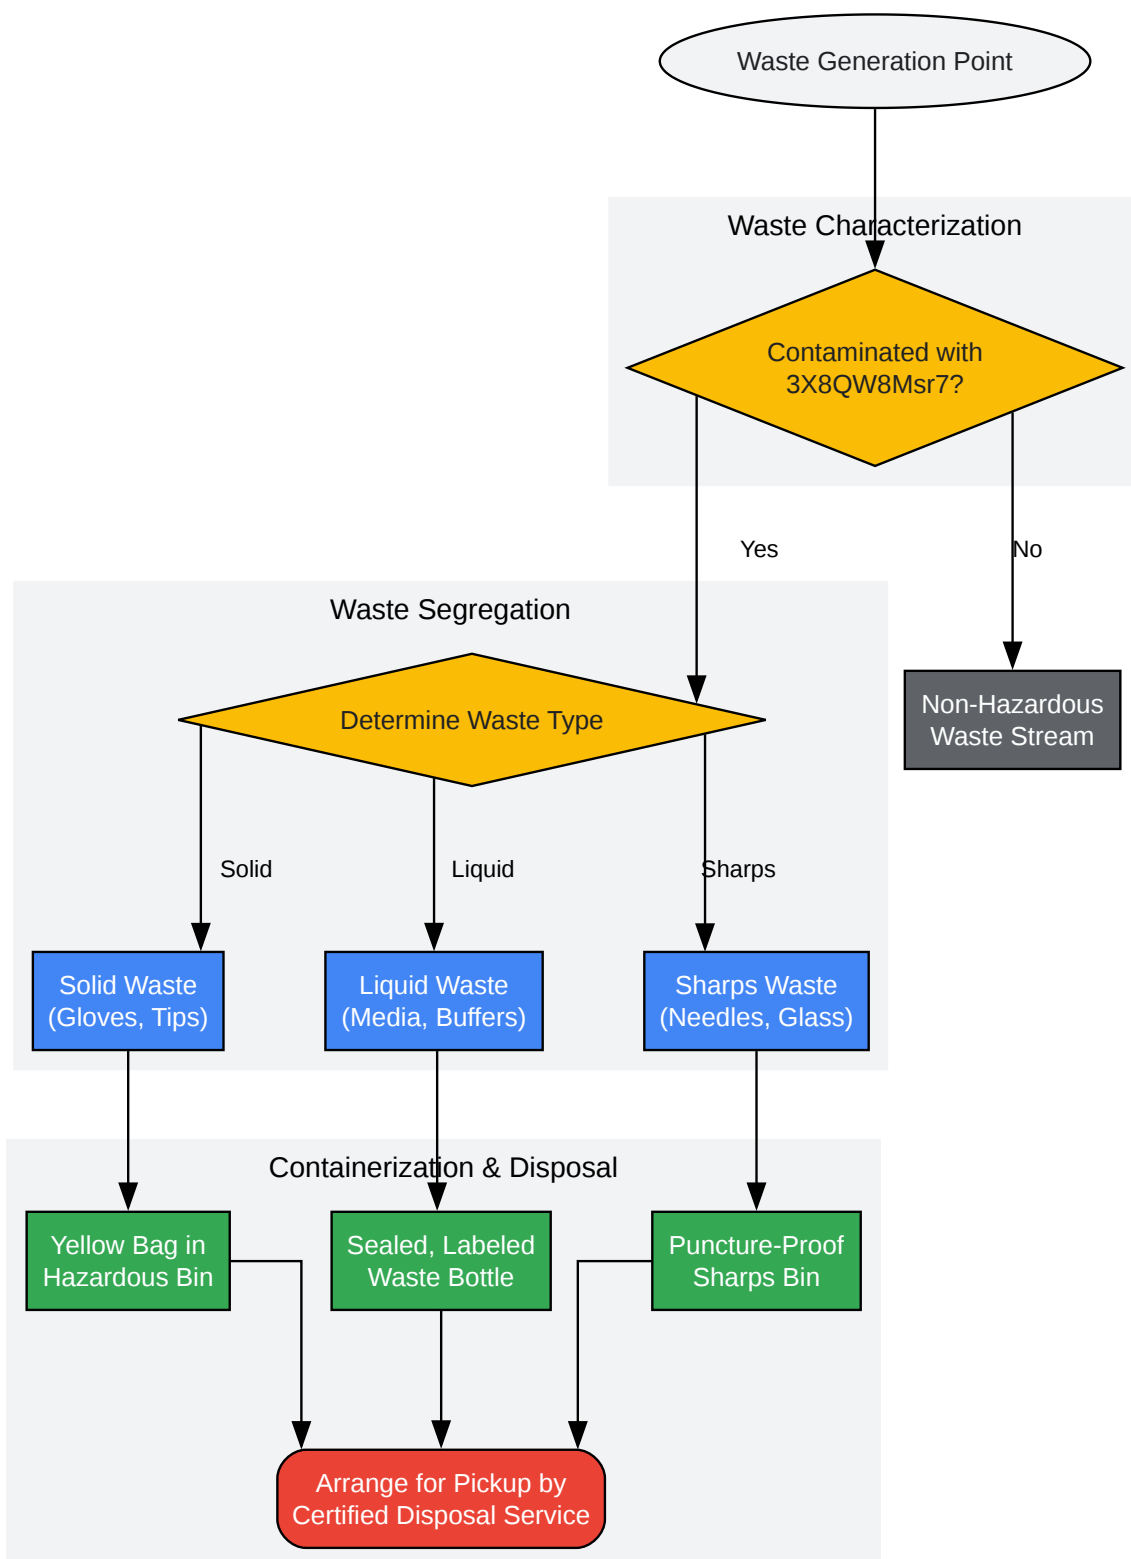 Waste Generation Point
Waste Characterization
Contaminated with
3X8QW8Msr7?
Yes
No
Waste Segregation
Determine Waste Type
Non-Hazardous
Waste Stream
Solid
Liquid
Sharps
Solid Waste
(Gloves, Tips)
Liquid Waste
(Media, Buffers)
Sharps Waste
(Needles, Glass)
Containerization & Disposal
Yellow Bag in
Hazardous Bin
Sealed, Labeled
Waste Bottle
Puncture-Proof
Sharps Bin
Arrange for Pickup by
Certified Disposal Service